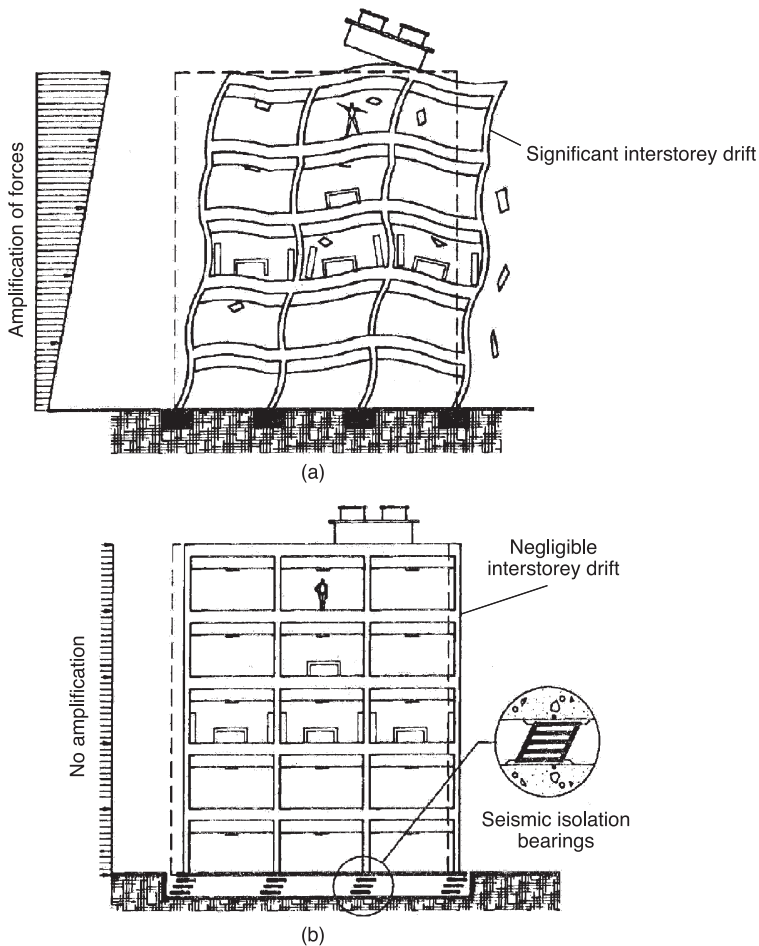 Amplification of forces
Significant interstorey drift
(a)
No amplification
Negligible
interstorey drift
Seismic isolation
bearings
(b)